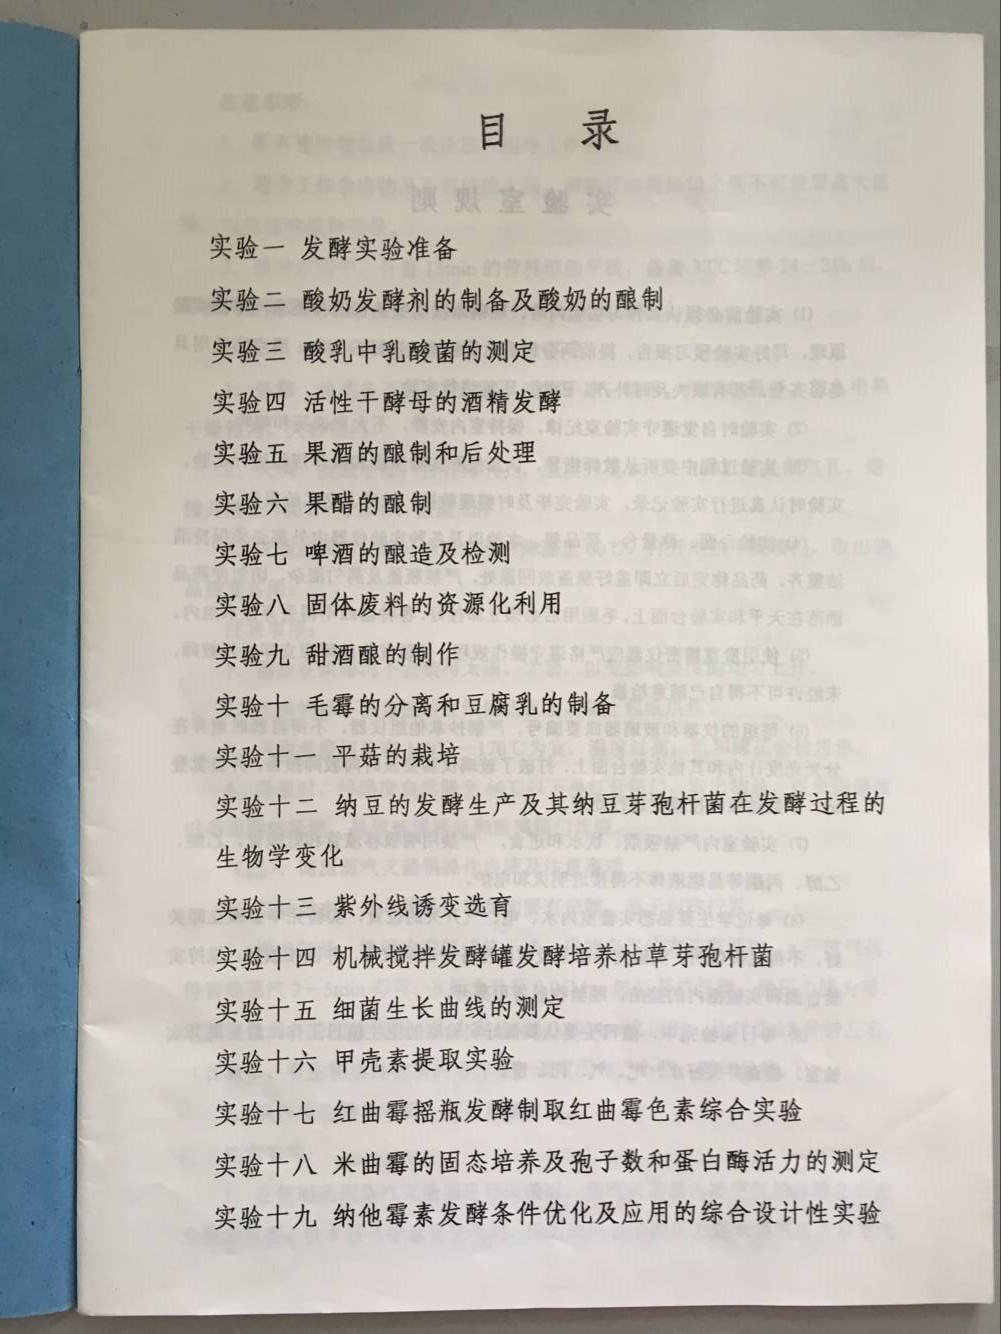 目 录
实验一 发酵实验准备
实验二 酸奶发酵剂的制备及酸奶的酿制
实验三 酸乳中乳酸菌的测定
实验四 活性干酵母的酒精发酵
实验五 果酒的酿制和后处理
实验六 果醋的酿制
实验七 啤酒的酿造及检测
实验八 固体废料的资源化利用
实验九 甜酒酿的制作
实验十 毛霉的分离和豆腐乳的制备
实验十一 平菇的栽培
实验十二 纳豆的发酵生产及其纳豆芽孢杆菌在发酵过程的
生物学变化
实验十三 紫外线诱变选育
实验十四 机械搅拌发酵罐发酵培养枯草芽孢杆菌
实验十五 细菌生长曲线的测定
实验十六 甲壳素提取实验
实验十七 红曲霉摇瓶发酵制取红曲霉色素综合实验
实验十八 米曲霉的固态培养及孢子数和蛋白酶活力的测定
实验十九 纳他霉素发酵条件优化及应用的综合设计性实验